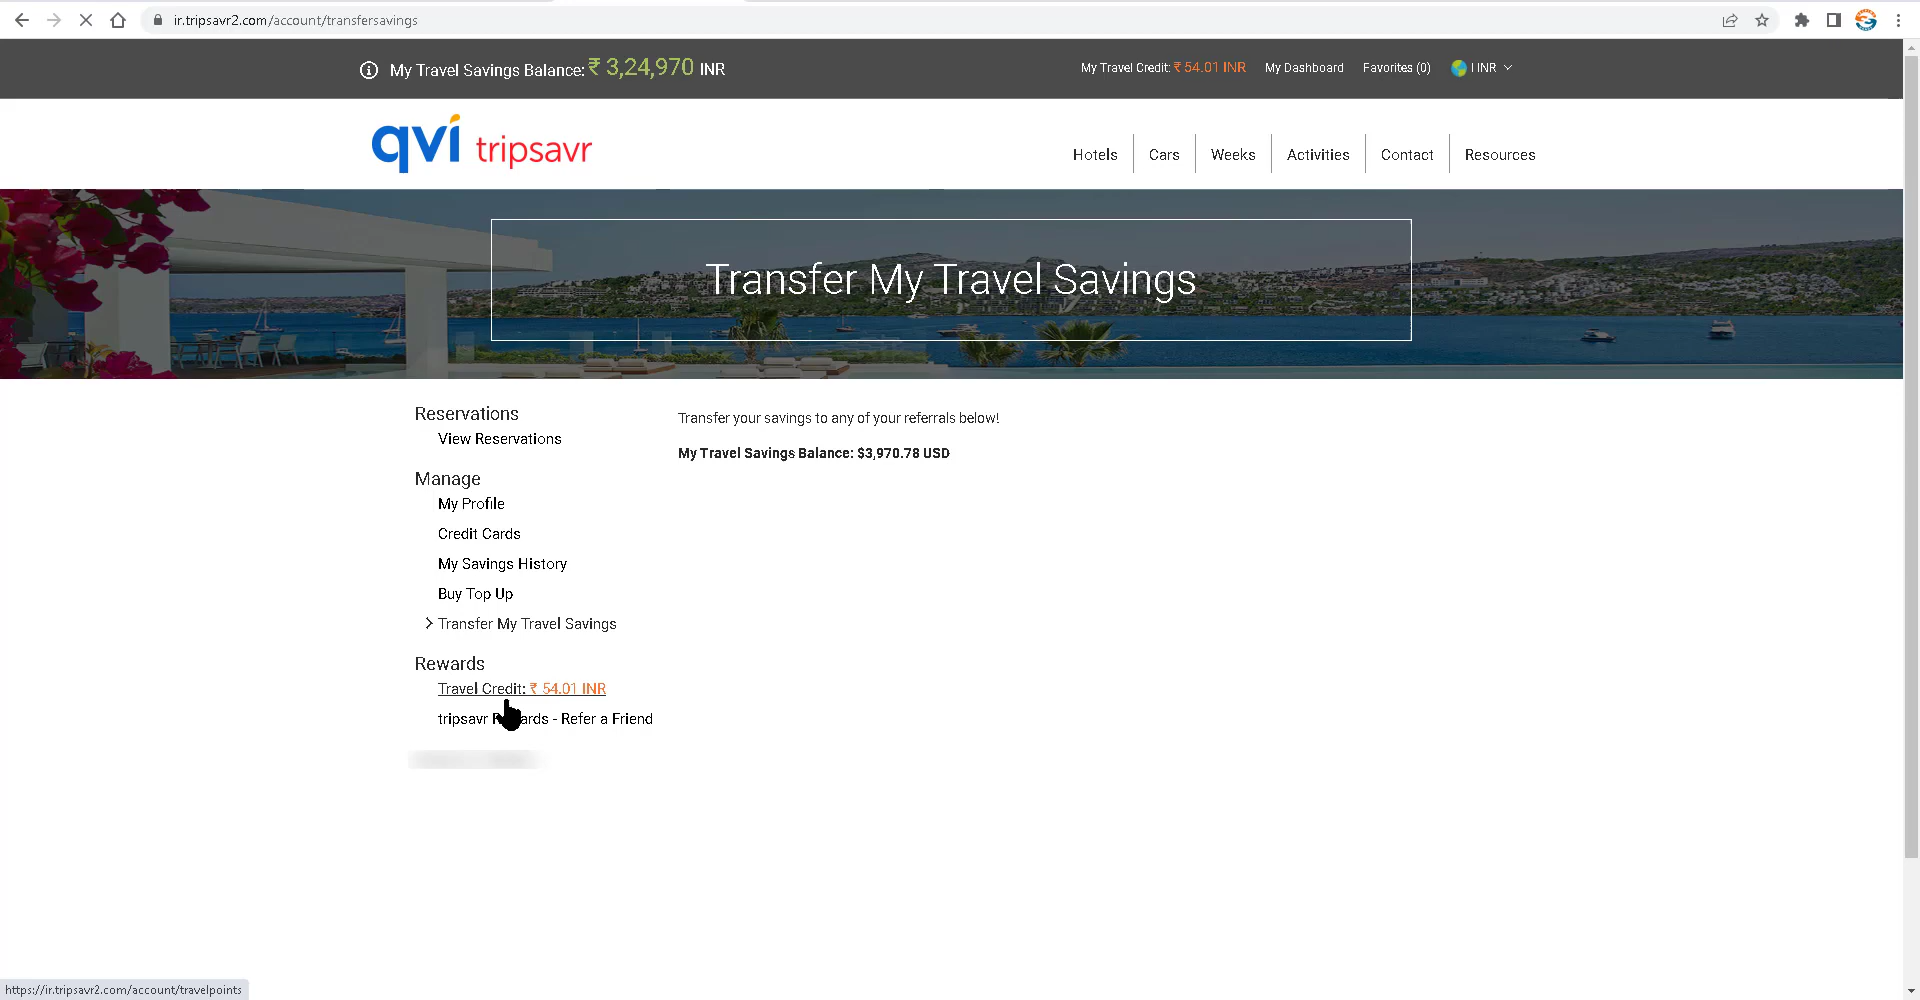 ir.tripsavr2.com/account/transfersavings
My Travel Savings Balance: ₹ 3,24,970 INR
My Travel Credit: ₹ 54.01 INR My Dashboard Favorites (0) INR
qvi tripsavr
Hotels Cars Weeks Activities Contact Resources
Transfer My Travel Savings
Reservations
View Reservations
Manage
My Profile
Credit Cards
My Savings History
Buy Top Up
Transfer My Travel Savings
Rewards
Travel Credit: ₹ 54.01 INR
tripsavr - Refer a Friend
Transfer your savings to any of your referrals below!
My Travel Savings Balance: $3,970.78 USD
https://ir.tripsavr2.com/account/travelpoints